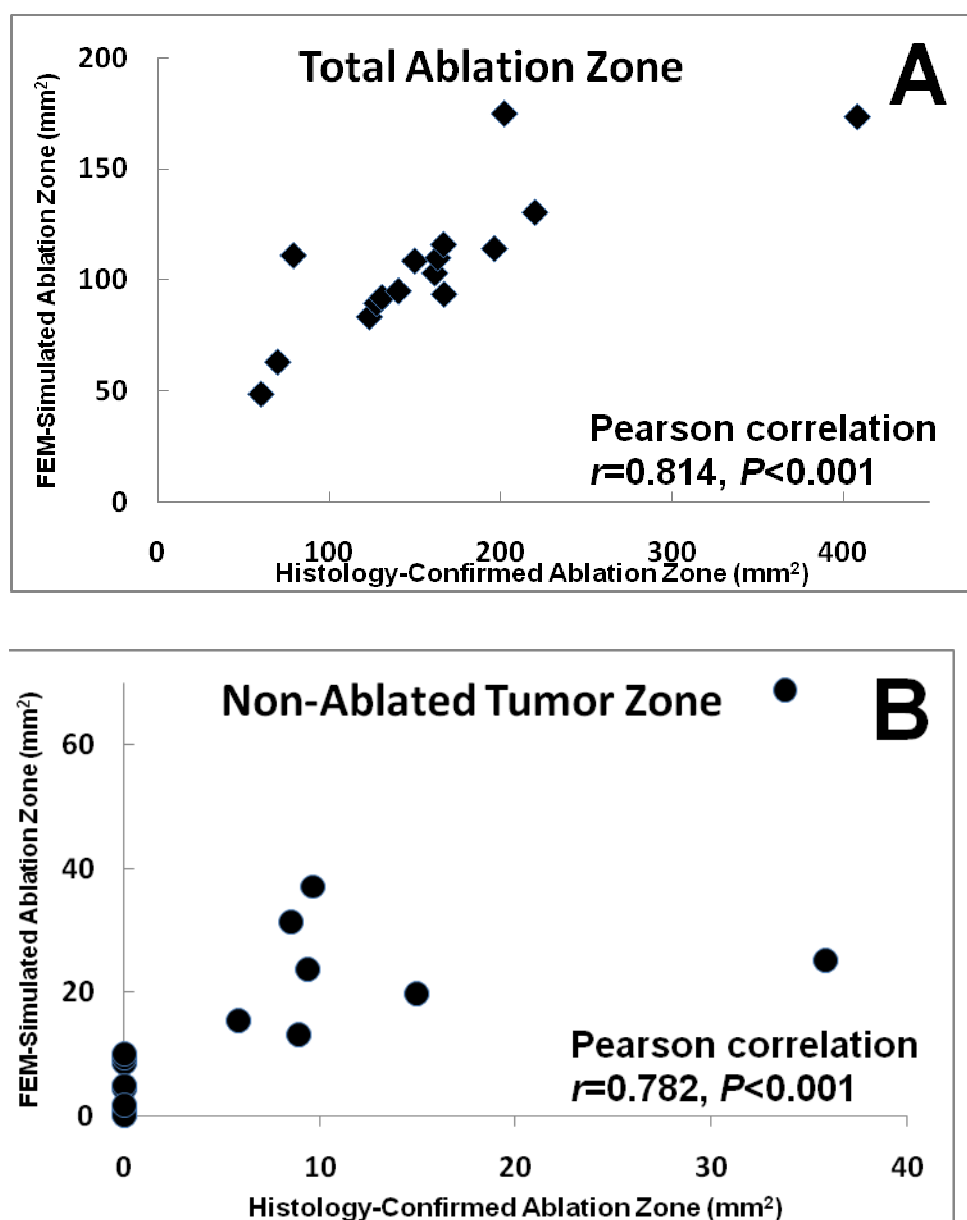 Total Ablation Zone
A
FEM-Simulated Ablation Zone (mm²)
200
150
100
50
0
Pearson correlation
r=0.814, P<0.001
0 100 200 300 400
Histology-Confirmed Ablation Zone (mm²)
Non-Ablated Tumor Zone
B
FEM-Simulated Ablation Zone (mm²)
60
40
20
0
Pearson correlation
r=0.782, P<0.001
0 10 20 30 40
Histology-Confirmed Ablation Zone (mm²)